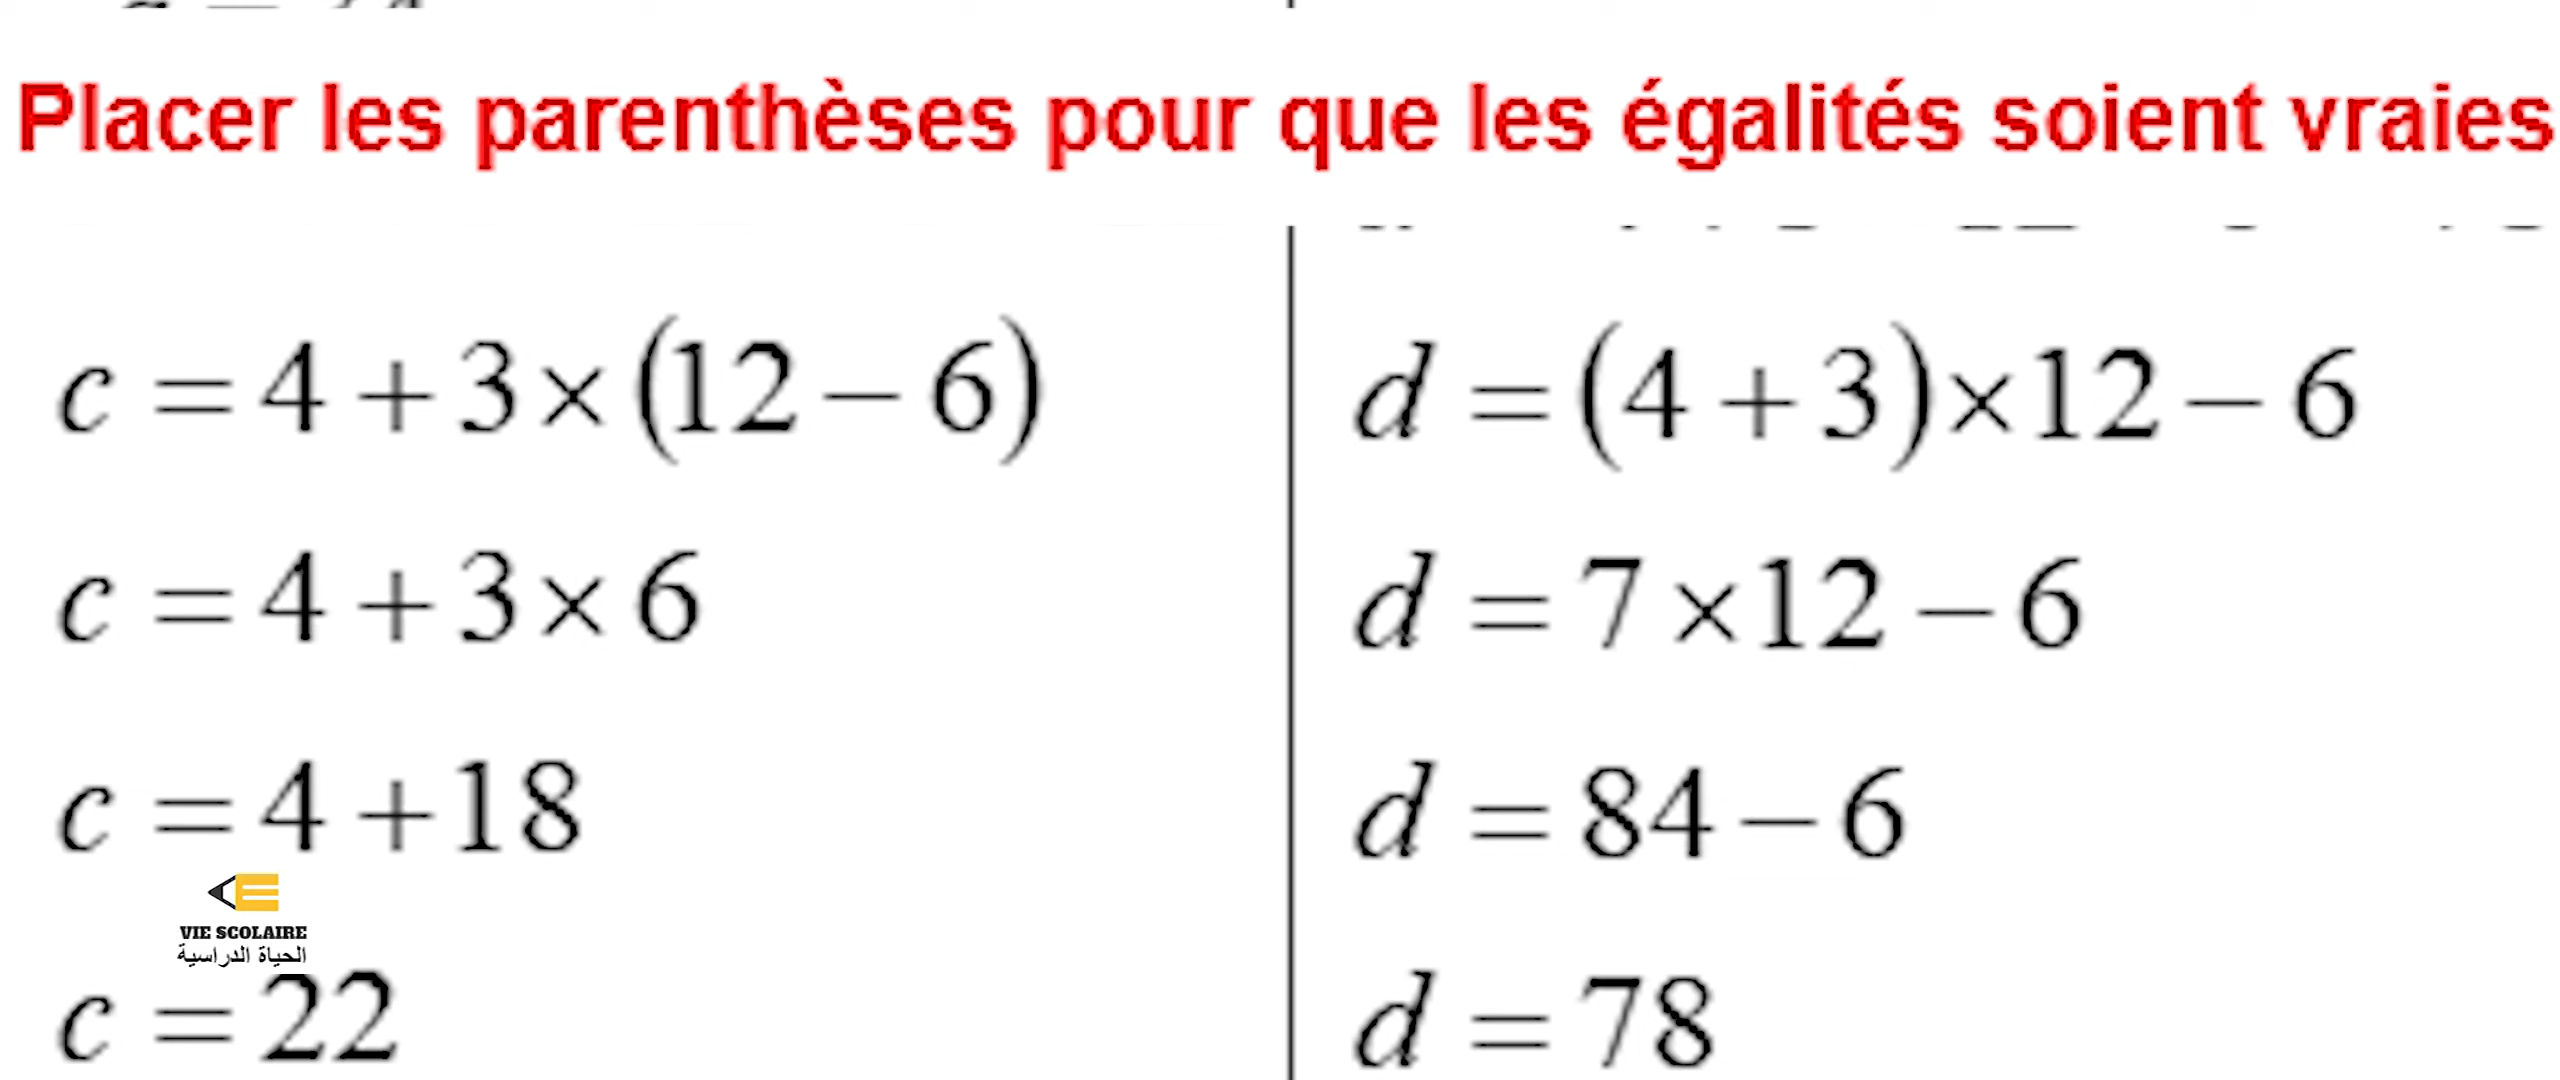 Placer les parenthèses pour que les égalités soient vraies
c = 4 + 3 × (12 − 6)
c = 4 + 3 × 6
c = 4 + 18
VIE SCOLAIRE
الحياة الدراسية
c = 22
d = (4 + 3) × 12 − 6
d = 7 × 12 − 6
d = 84 − 6
d = 78